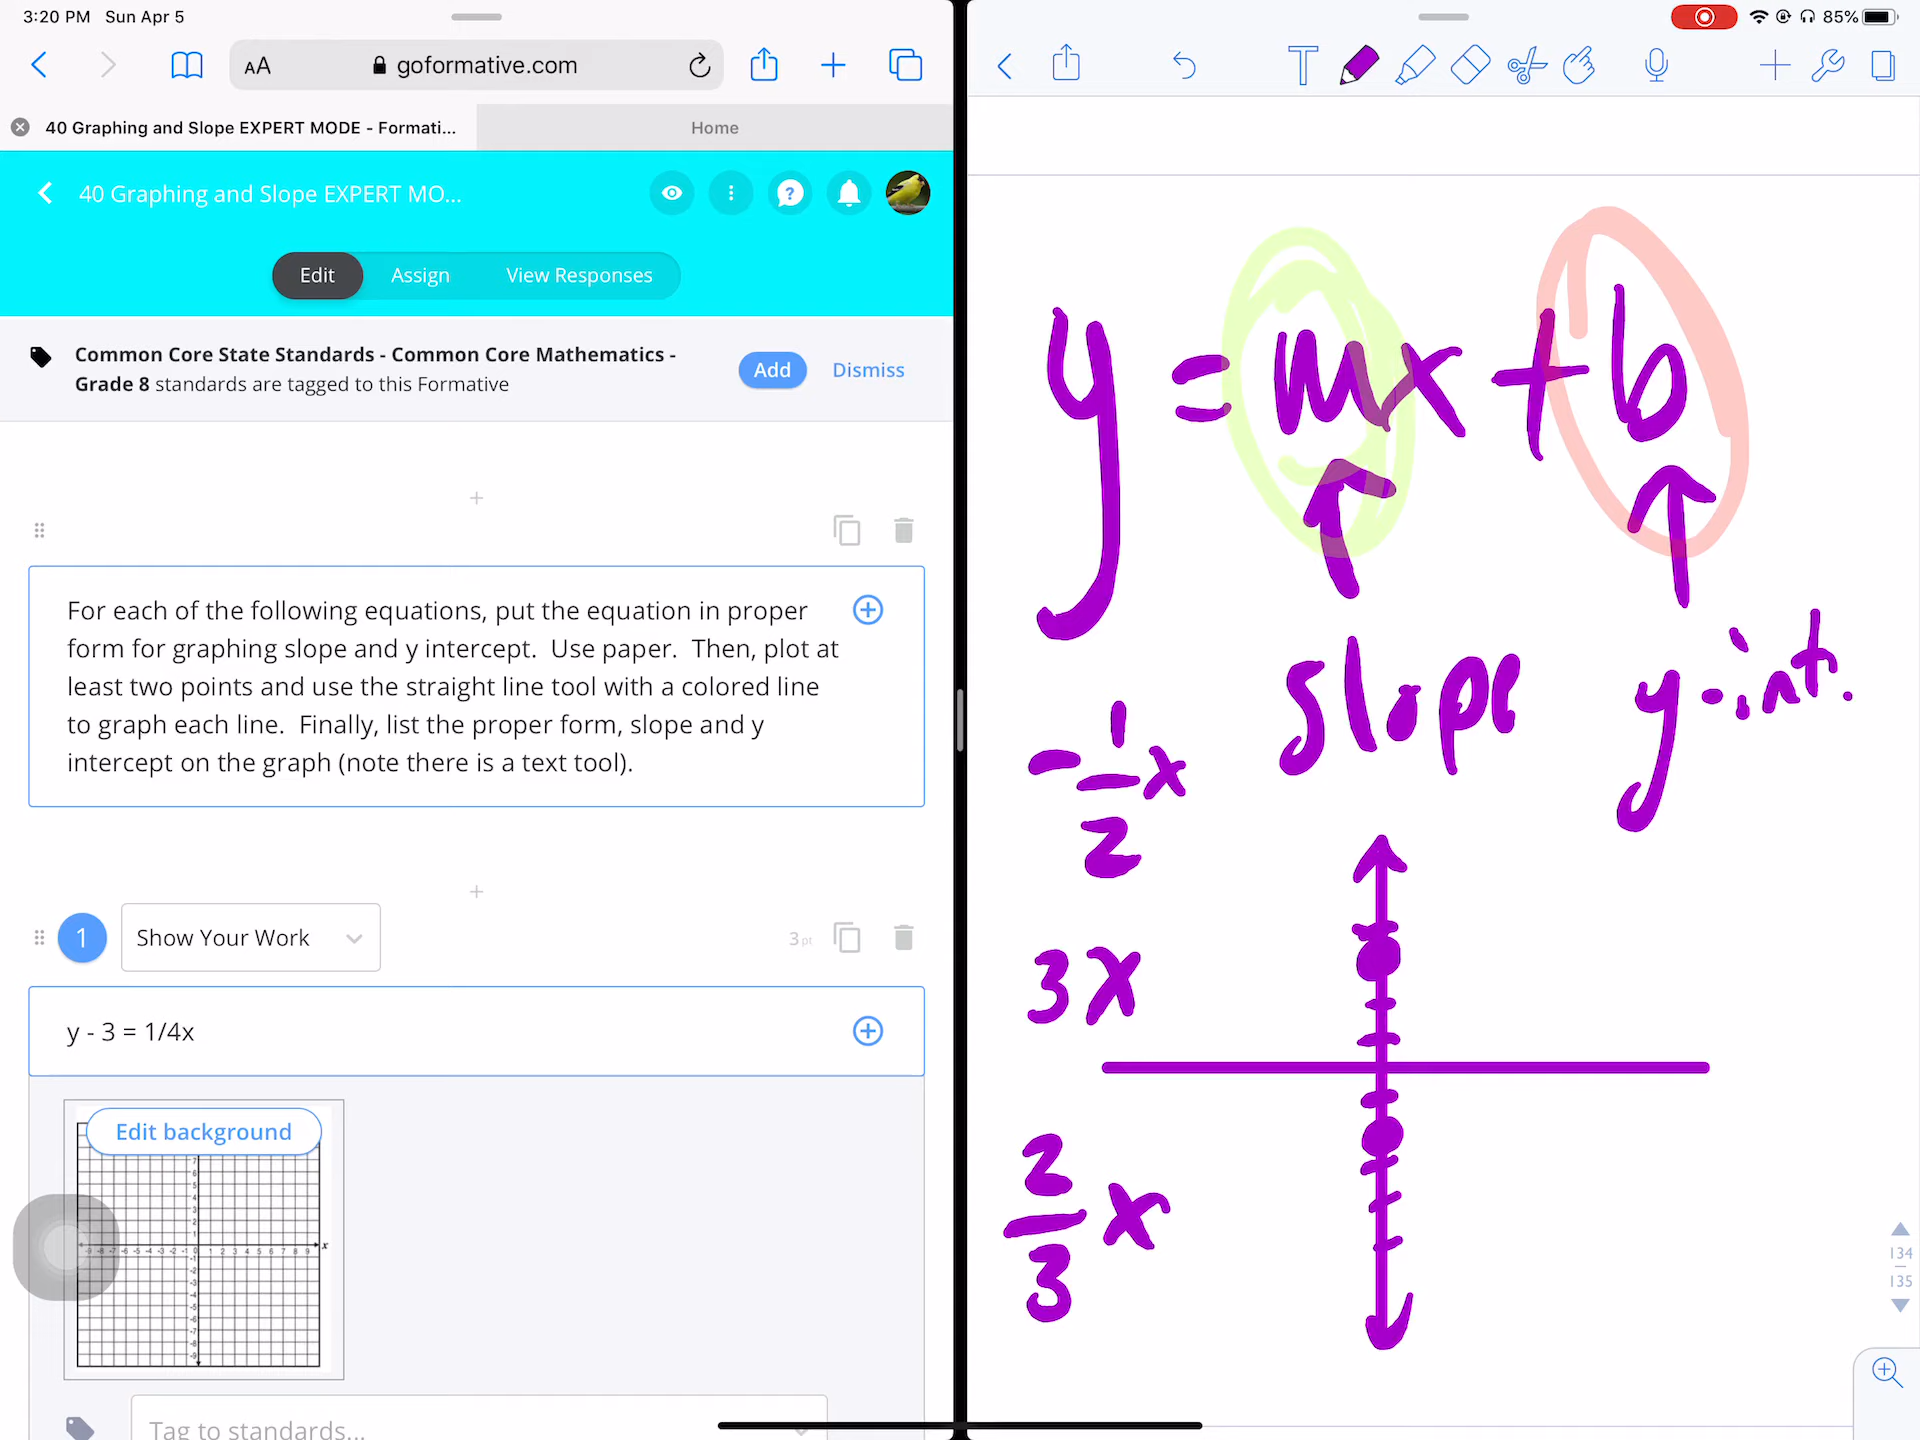 3:20 PM Sun Apr 5
85%
AA
goformative.com
40 Graphing and Slope EXPERT MODE - Formati...
Home
40 Graphing and Slope EXPERT MO...
Edit
Assign
View Responses
Common Core State Standards - Common Core Mathematics -
Grade 8 standards are tagged to this Formative
Add
Dismiss
For each of the following equations, put the equation in proper
form for graphing slope and y intercept. Use paper. Then, plot at
least two points and use the straight line tool with a colored line
to graph each line. Finally, list the proper form, slope and y
intercept on the graph (note there is a text tool).
1
Show Your Work
3 pt
y - 3 = 1/4x
Edit background
Tag to standards...
T
y = mx + b
slope
y-int.
-1/2 x
3x
2/3 x
134
135